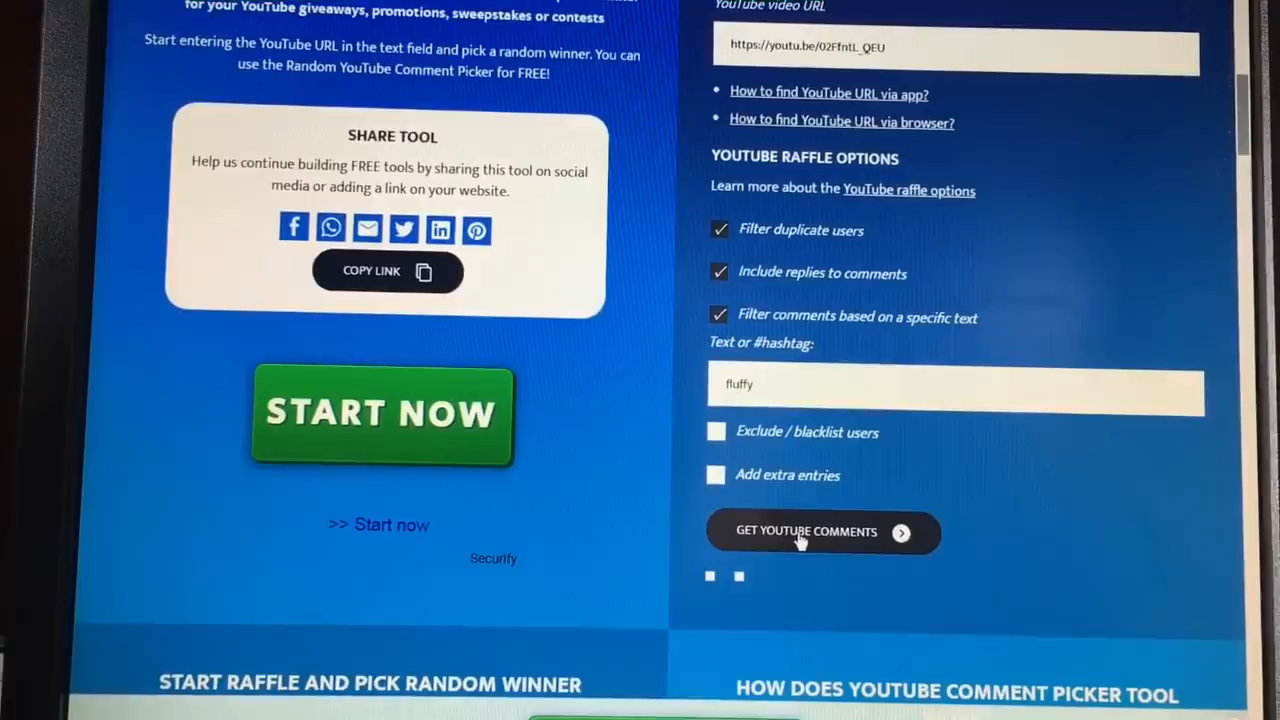 for your YouTube giveaways, promotions, sweepstakes or contests
Start entering the YouTube URL in the text field and pick a random winner. You can
use the Random YouTube Comment Picker for FREE!
SHARE TOOL
Help us continue building FREE tools by sharing this tool on social
media or adding a link on your website.
COPY LINK
START NOW
>> Start now
Securify
START RAFFLE AND PICK RANDOM WINNER
YouTube video URL
https://youtu.be/02FfntL_QEU
How to find YouTube URL via app?
How to find YouTube URL via browser?
YOUTUBE RAFFLE OPTIONS
Learn more about the YouTube raffle options
Filter duplicate users
Include replies to comments
Filter comments based on a specific text
Text or #hashtag:
fluffy
Exclude / blacklist users
Add extra entries
GET YOUTUBE COMMENTS
HOW DOES YOUTUBE COMMENT PICKER TOOL